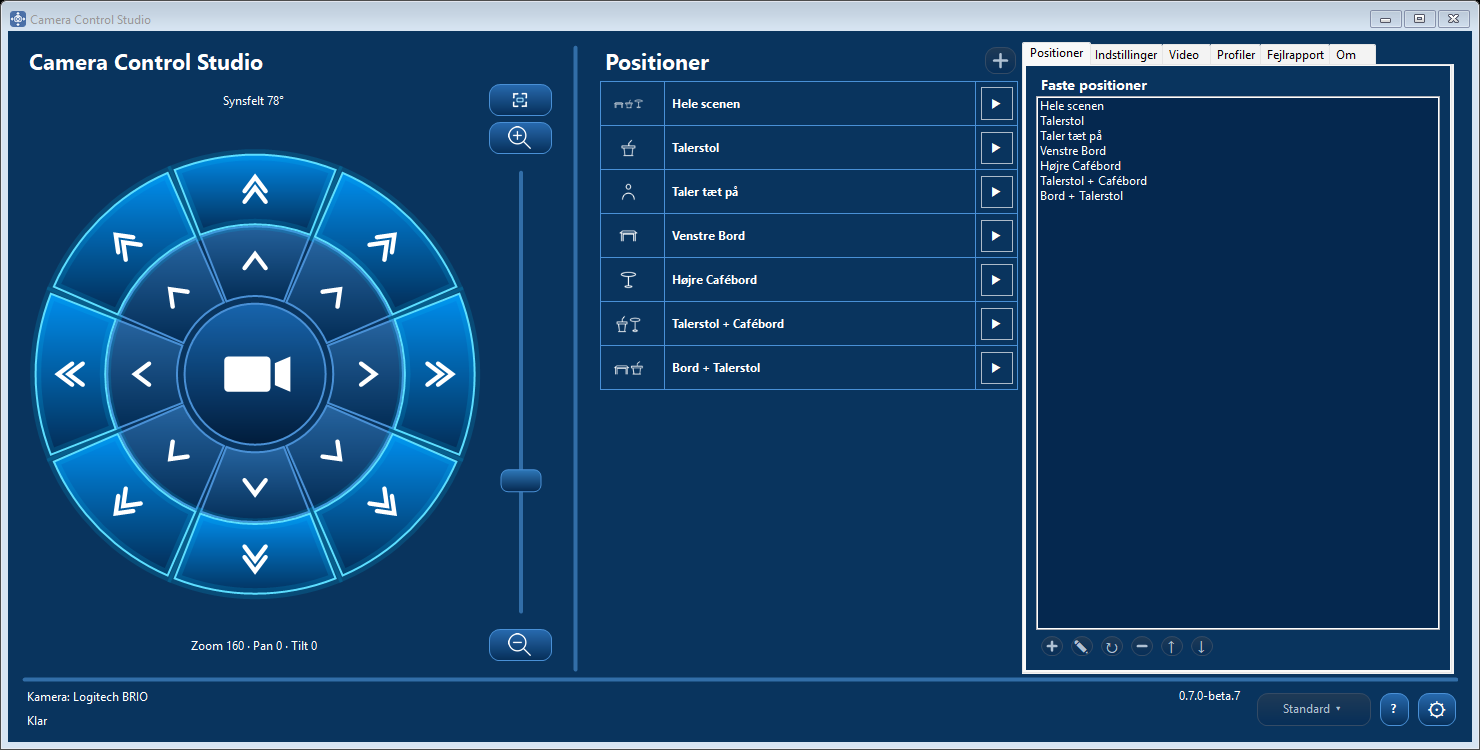 Camera Control Studio
Camera Control Studio
Synsfelt 78°
Zoom 160 · Pan 0 · Tilt 0
Positioner
Hele scenen
Talerstol
Taler tæt på
Venstre Bord
Højre Cafébord
Talerstol + Cafébord
Bord + Talerstol
Positioner Indstillinger Video Profiler Fejlrapport Om
Faste positioner
Hele scenen
Talerstol
Taler tæt på
Venstre Bord
Højre Cafébord
Talerstol + Cafébord
Bord + Talerstol
Kamera: Logitech BRIO
Klar
0.7.0-beta.7
Standard
?